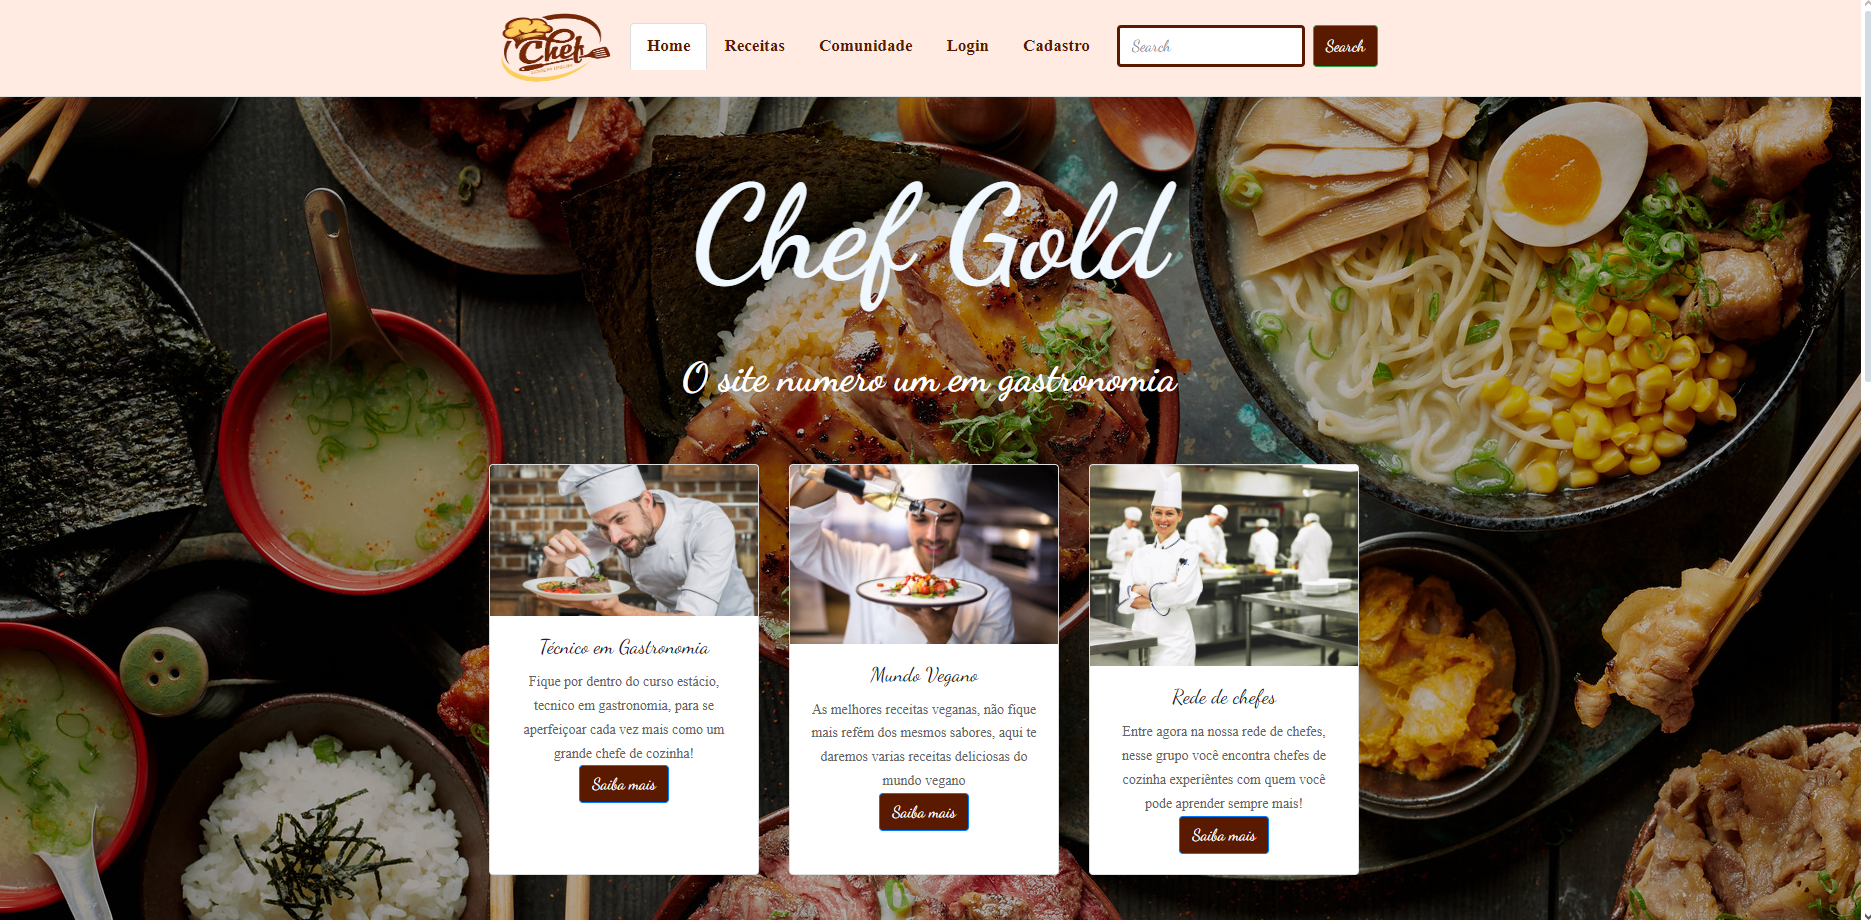 Chef
Home
Receitas
Comunidade
Login
Cadastro
Search
Search
Chef Gold
O site numero um em gastronomia
Técnico em Gastronomia
Fique por dentro do curso estácio,
tecnico em gastronomia, para se
aperfeiçoar cada vez mais como um
grande chefe de cozinha!
Saiba mais
Mundo Vegano
As melhores receitas veganas, não fique
mais refém dos mesmos sabores, aqui te
daremos varias receitas deliciosas do
mundo vegano
Saiba mais
Rede de chefes
Entre agora na nossa rede de chefes,
nesse grupo você encontra chefes de
cozinha experiêntes com quem você
pode aprender sempre mais!
Saiba mais